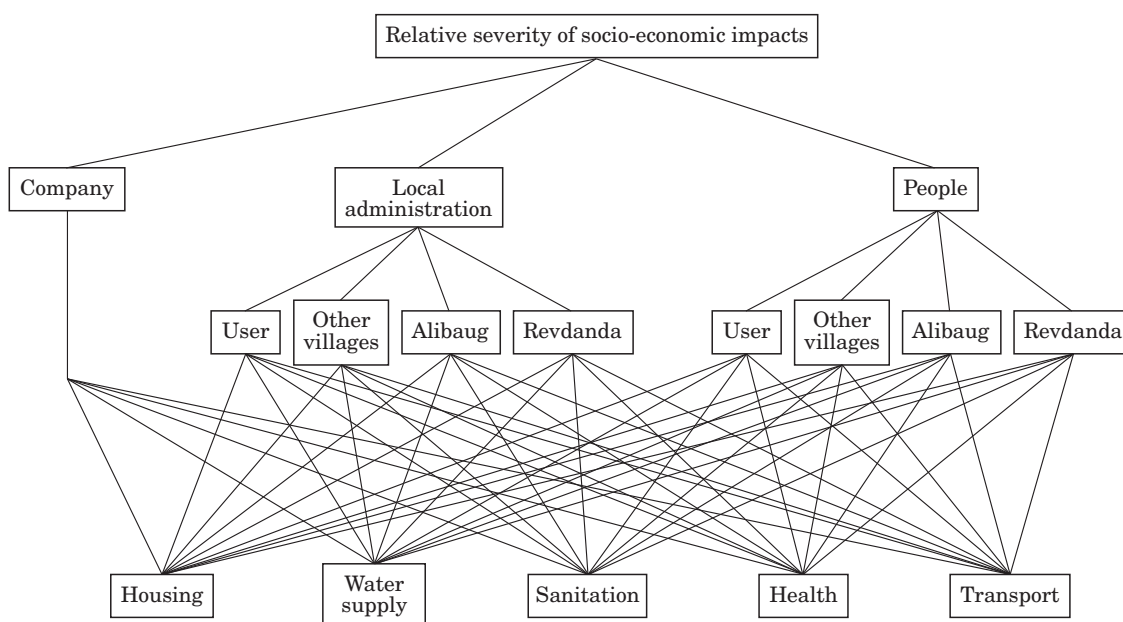 Relative severity of socio-economic impacts
Company
Local
administration
People
User
Other
villages
Alibaug
Revdanda
User
Other
villages
Alibaug
Revdanda
Housing
Water
supply
Sanitation
Health
Transport